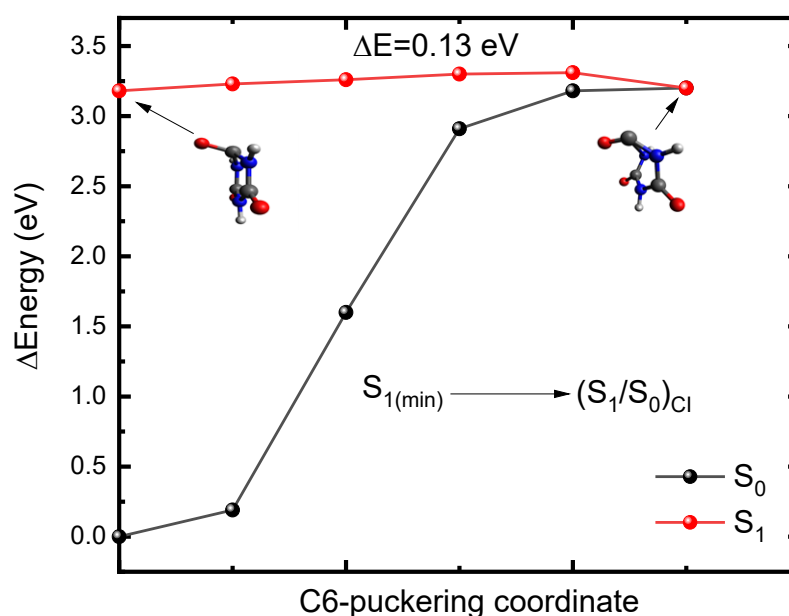 ΔE=0.13 eV
3.5
3.0
2.5
2.0
1.5
1.0
0.5
0.0
ΔEnergy (eV)
S1(min) → (S1/S0)CI
S0
S1
C6-puckering coordinate